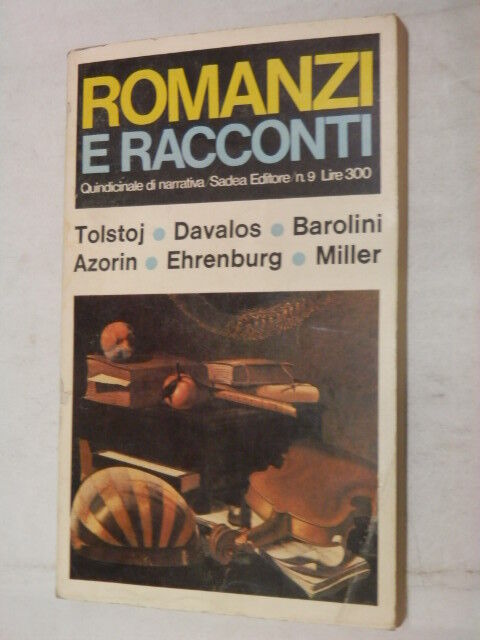 ROMANZI
E RACCONTI
Quindicinale di narrativa/Sadea Editore/n.9 Lire 300
Tolstoj • Davalos • Barolini
Azorin • Ehrenburg • Miller